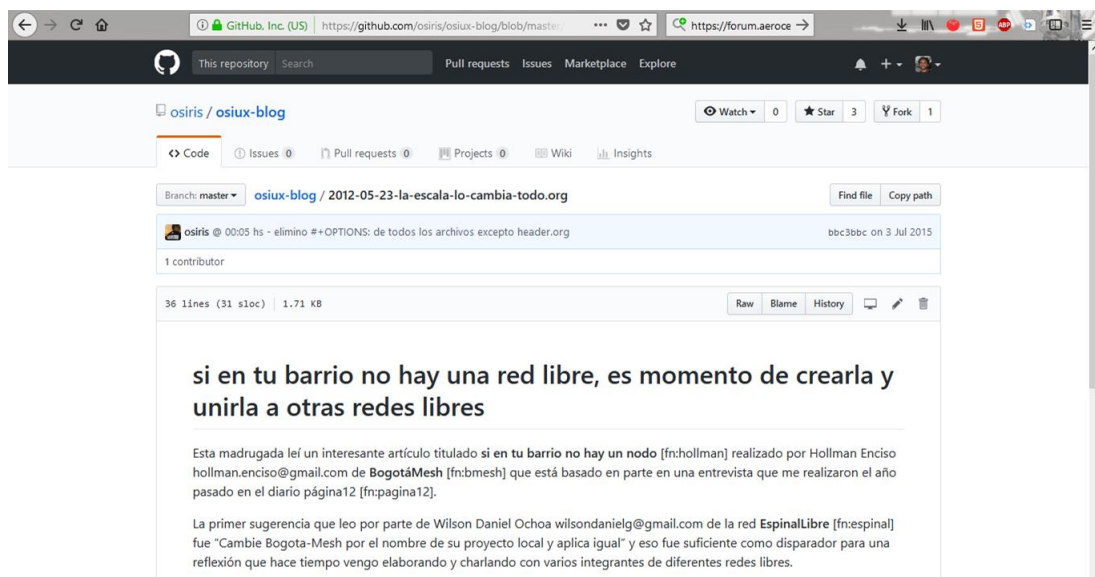 GitHub, Inc. (US) https://github.com/osiris/osiux-blog/blob/master https://forum.aeroce
This repository Search Pull requests Issues Marketplace Explore
osiris / osiux-blog Watch 0 Star 3 Fork 1
Code Issues 0 Pull requests 0 Projects 0 Wiki Insights
Branch: master osiux-blog / 2012-05-23-la-escala-lo-cambia-todo.org Find file Copy path
osiris @ 00:05 hs - elimino #+OPTIONS: de todos los archivos excepto header.org bbc3bbc on 3 Jul 2015
1 contributor
36 lines (31 sloc) 1.71 KB Raw Blame History
si en tu barrio no hay una red libre, es momento de crearla y
unirla a otras redes libres
Esta madrugada leí un interesante artículo titulado si en tu barrio no hay un nodo [fn:hollman] realizado por Hollman Enciso
hollman.enciso@gmail.com de BogotáMesh [fn:bmesh] que está basado en parte en una entrevista que me realizaron el año
pasado en el diario página12 [fn:pagina12].
La primer sugerencia que leo por parte de Wilson Daniel Ochoa wilsondanielg@gmail.com de la red EspinalLibre [fn:espinal]
fue “Cambie Bogota-Mesh por el nombre de su proyecto local y aplica igual” y eso fue suficiente como disparador para una
reflexión que hace tiempo vengo elaborando y charlando con varios integrantes de diferentes redes libres.